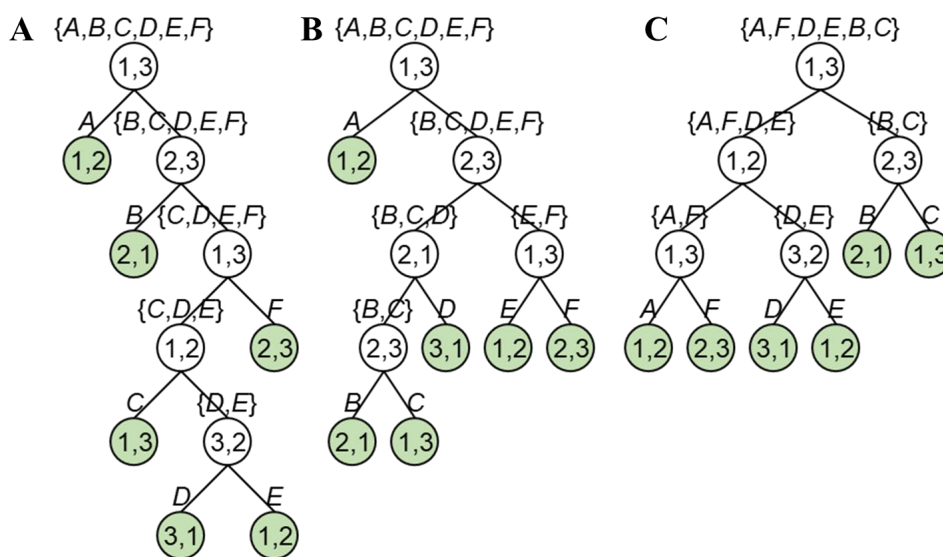 A {A,B,C,D,E,F} B {A,B,C,D,E,F} C {A,F,D,E,B,C}
1,3 1,3 1,3
A {B,C,D,E,F} A {B,C,D,E,F} {A,F,D,E} {B,C}
1,2 2,3 1,2 2,3 1,2 2,3
B {C,D,E,F} {B,C,D} {E,F} {A,F} {D,E} B C
2,1 1,3 2,1 1,3 1,3 3,2 2,1 1,3
{C,D,E} F {B,C} D E F A F D E
1,2 2,3 2,3 3,1 1,2 2,3 1,2 2,3 3,1 1,2
C {D,E} B C
1,3 3,2 2,1 1,3
D E
3,1 1,2